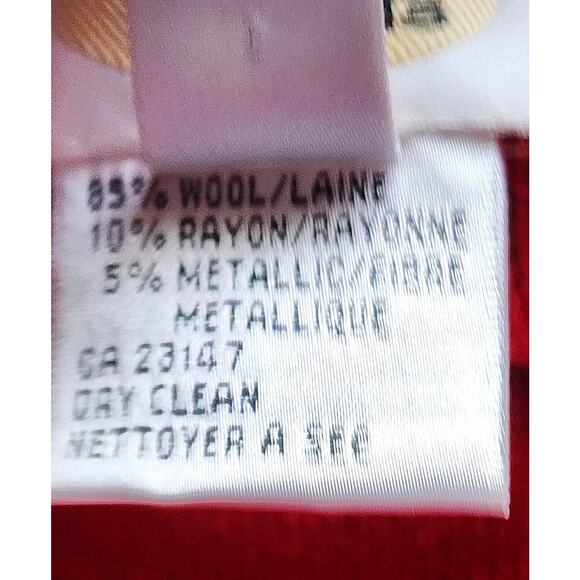 85% WOOL/LAINE
10% RAYON/RAYONNE
5% METALLIC/FIBRE
METALLIQUE
CA 23147
DRY CLEAN
NETTOYER A SEC